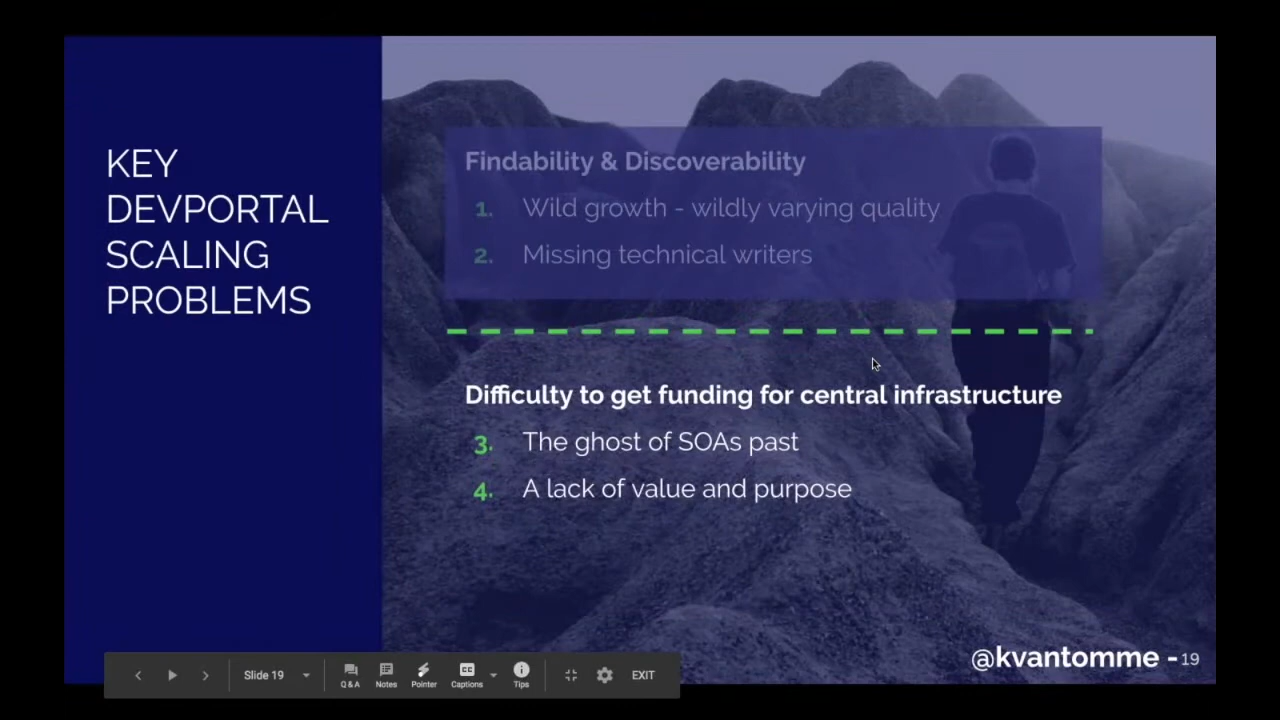 KEY
DEVPORTAL
SCALING
PROBLEMS
Findability & Discoverability
1. Wild growth - wildly varying quality
2. Missing technical writers
Difficulty to get funding for central infrastructure
3. The ghost of SOAs past
4. A lack of value and purpose
@kvantomme - 19
Slide 19
Q & A
Notes
Pointer
CC
Captions
Tips
EXIT